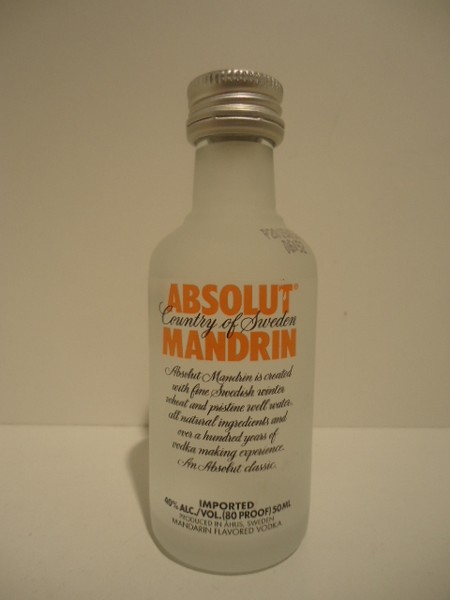 ABSOLUT®
Country of Sweden
MANDRIN
Absolut Mandrin is created
with fine Swedish winter
wheat and pristine well water,
all natural ingredients and
over a hundred years of
vodka making experience.
An Absolut classic.
IMPORTED
40% ALC./VOL.(80 PROOF) 50 ML
PRODUCED IN ÅHUS, SWEDEN
MANDARIN FLAVORED VODKA